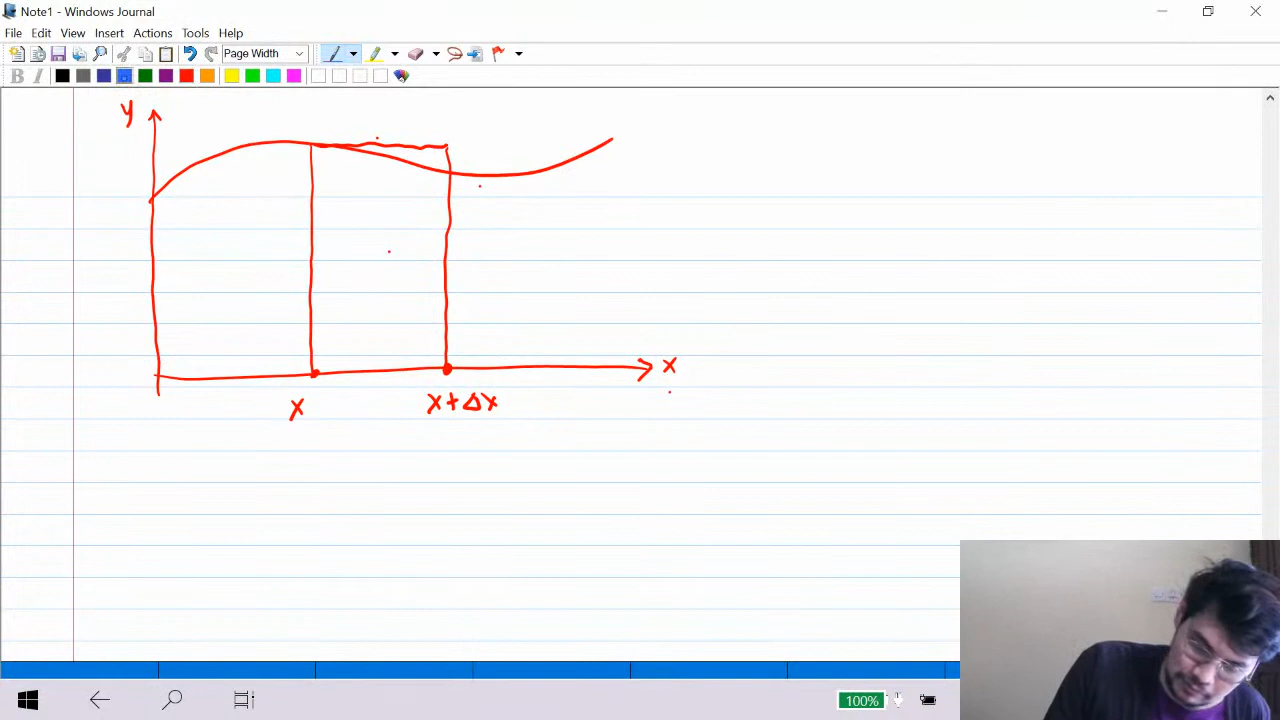 Note1 - Windows Journal
File Edit View Insert Actions Tools Help
Page Width
B I
y
x
x x+Δx
100%